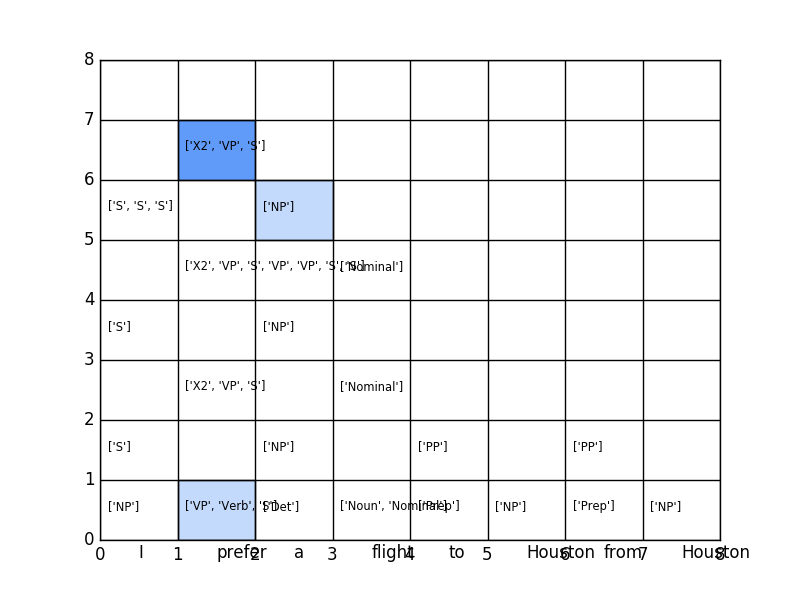 8
7
['X2', 'VP', 'S']
6
['S', 'S', 'S'] ['NP']
5
['X2', 'VP', 'S', 'VP', 'VP', 'S', 'S'] ['Nominal']
4
['S'] ['NP']
3
['X2', 'VP', 'S'] ['Nominal']
2
['S'] ['NP'] ['PP'] ['PP']
1
['NP'] ['VP', 'Verb', 'S'] ['Det'] ['Noun', 'Nominal'] ['Prep'] ['NP'] ['Prep'] ['NP']
0
0 1 2 3 4 5 6 7 8
I prefer a flight to Houston from Houston